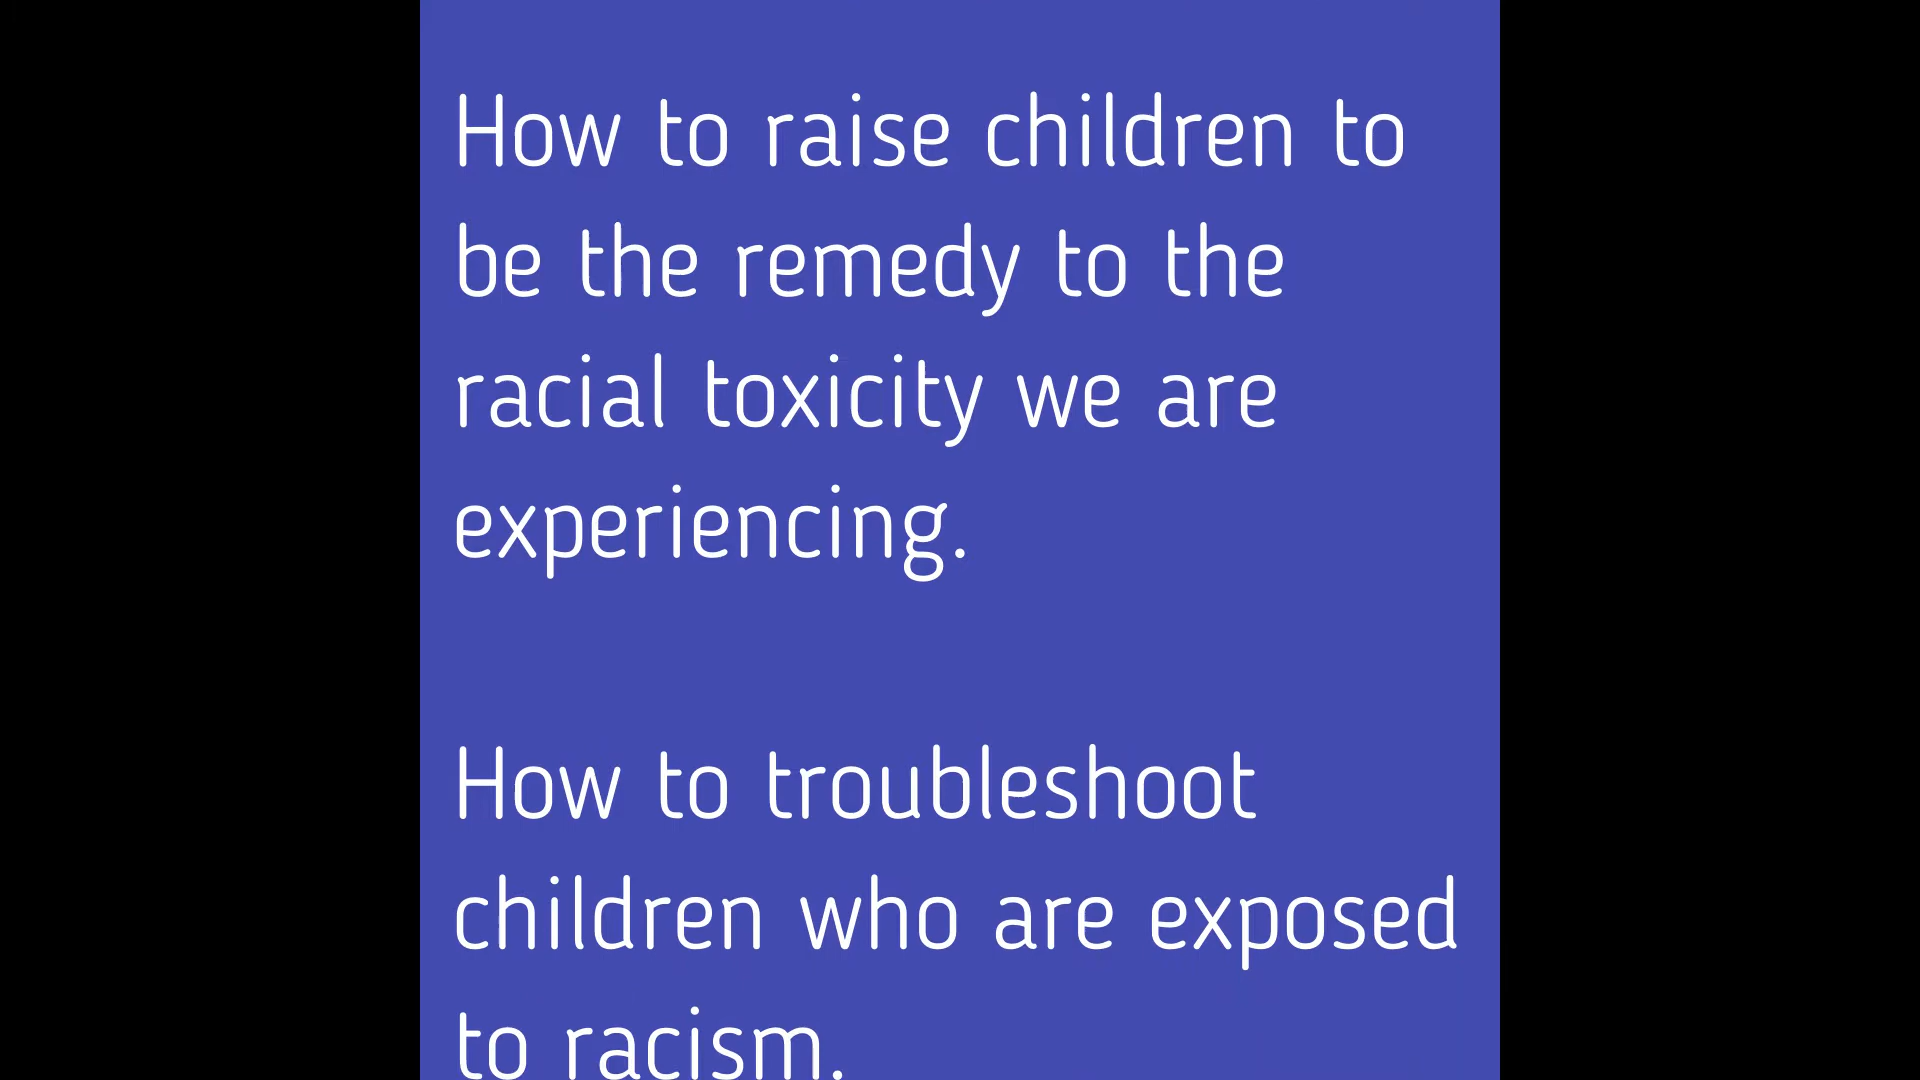 How to raise children to
be the remedy to the
racial toxicity we are
experiencing.
How to troubleshoot
children who are exposed
to racism.